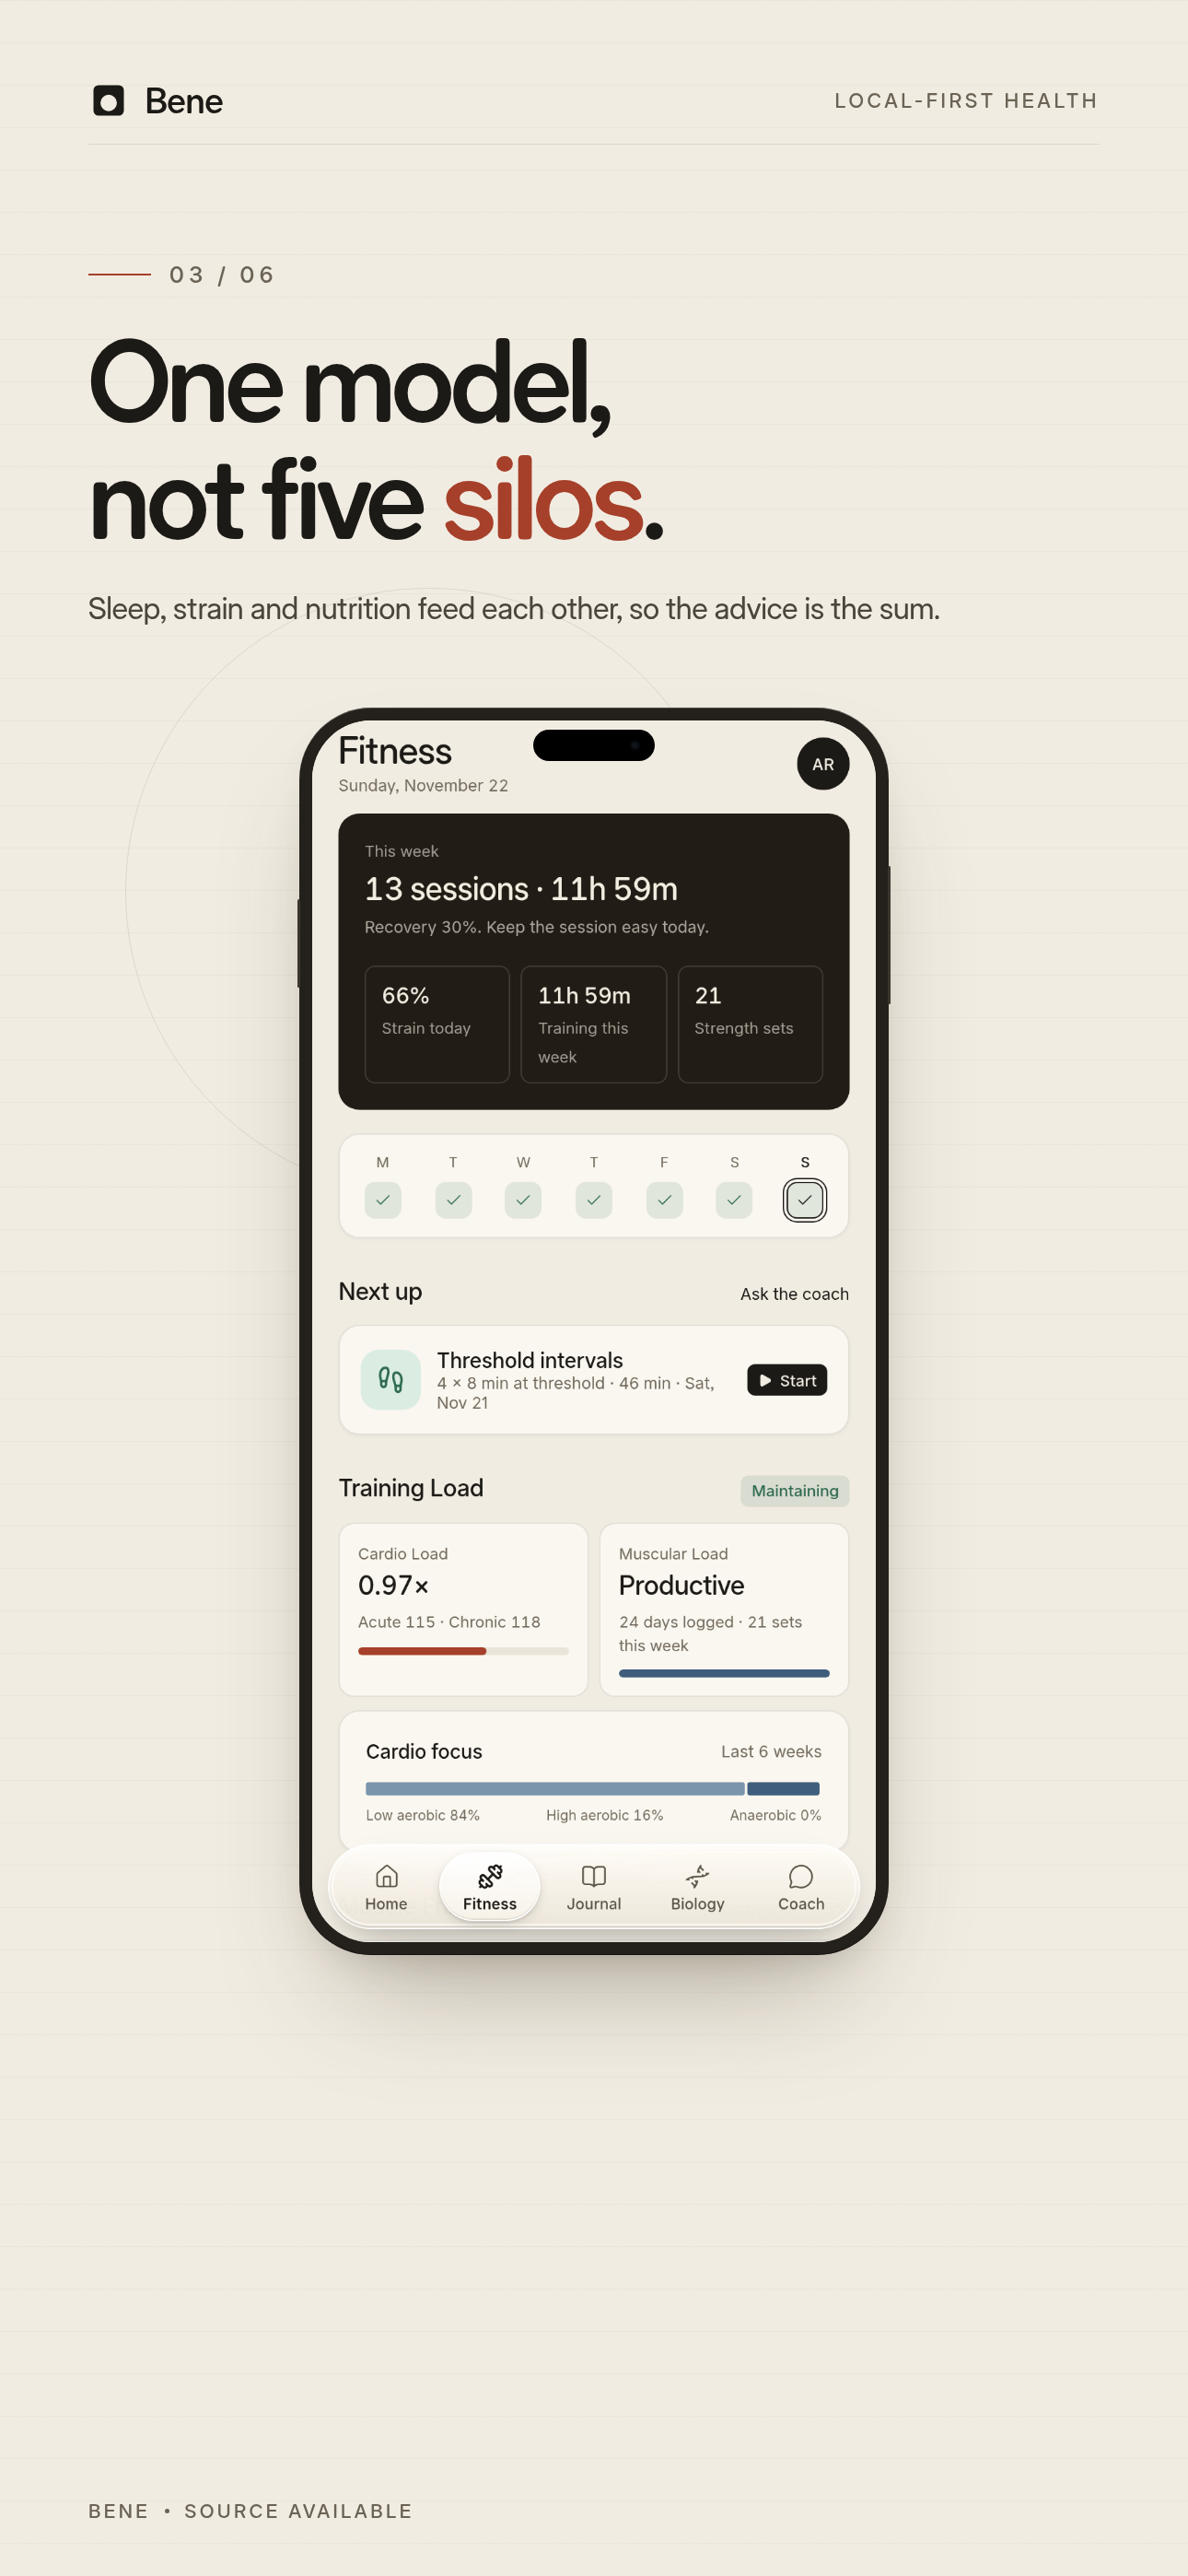 Bene
LOCAL-FIRST HEALTH
03 / 06
One model,
not five silos.
Sleep, strain and nutrition feed each other, so the advice is the sum.
Fitness
Sunday, November 22
AR
This week
13 sessions · 11h 59m
Recovery 30%. Keep the session easy today.
66%
Strain today
11h 59m
Training this
week
21
Strength sets
M T W T F S S
Next up
Ask the coach
Threshold intervals
4 × 8 min at threshold · 46 min · Sat,
Nov 21
Start
Training Load
Maintaining
Cardio Load
0.97×
Acute 115 · Chronic 118
Muscular Load
Productive
24 days logged · 21 sets
this week
Cardio focus
Last 6 weeks
Low aerobic 84%
High aerobic 16%
Anaerobic 0%
Home
Fitness
Journal
Biology
Coach
BENE • SOURCE AVAILABLE